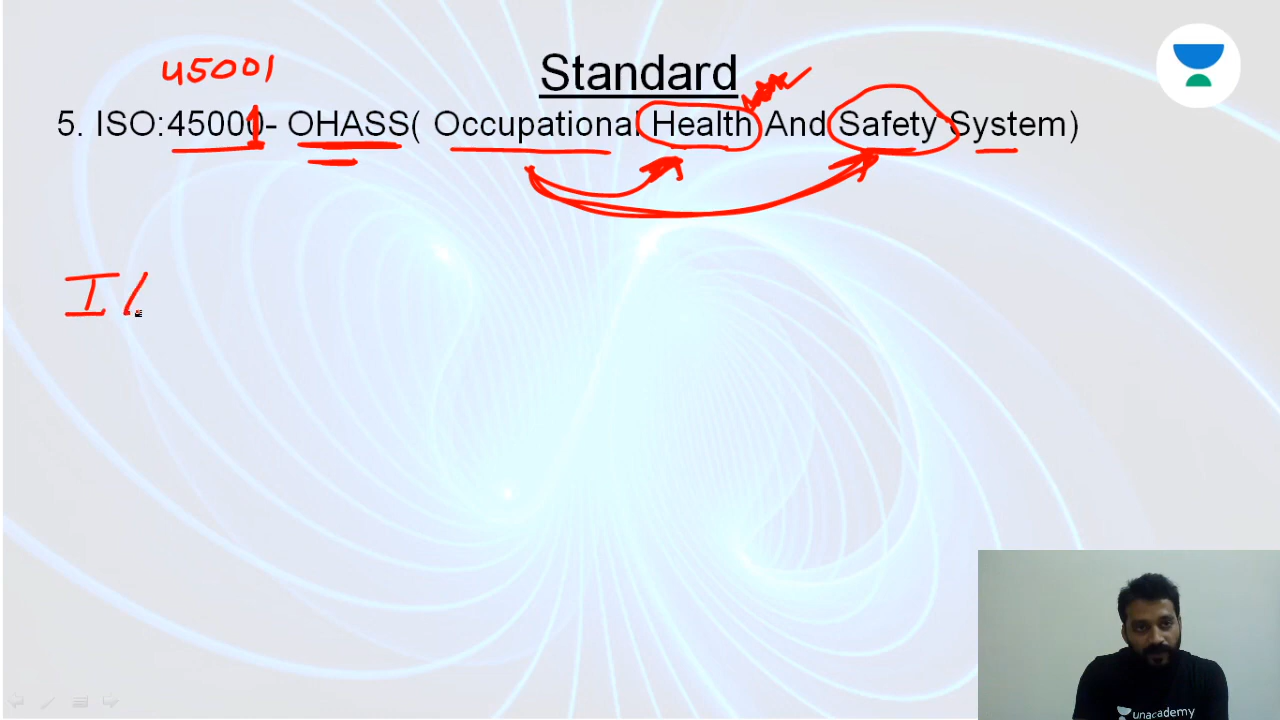 Standard
45001
5. ISO:45000- OHASS( Occupational Health And Safety System)
I
unacademy